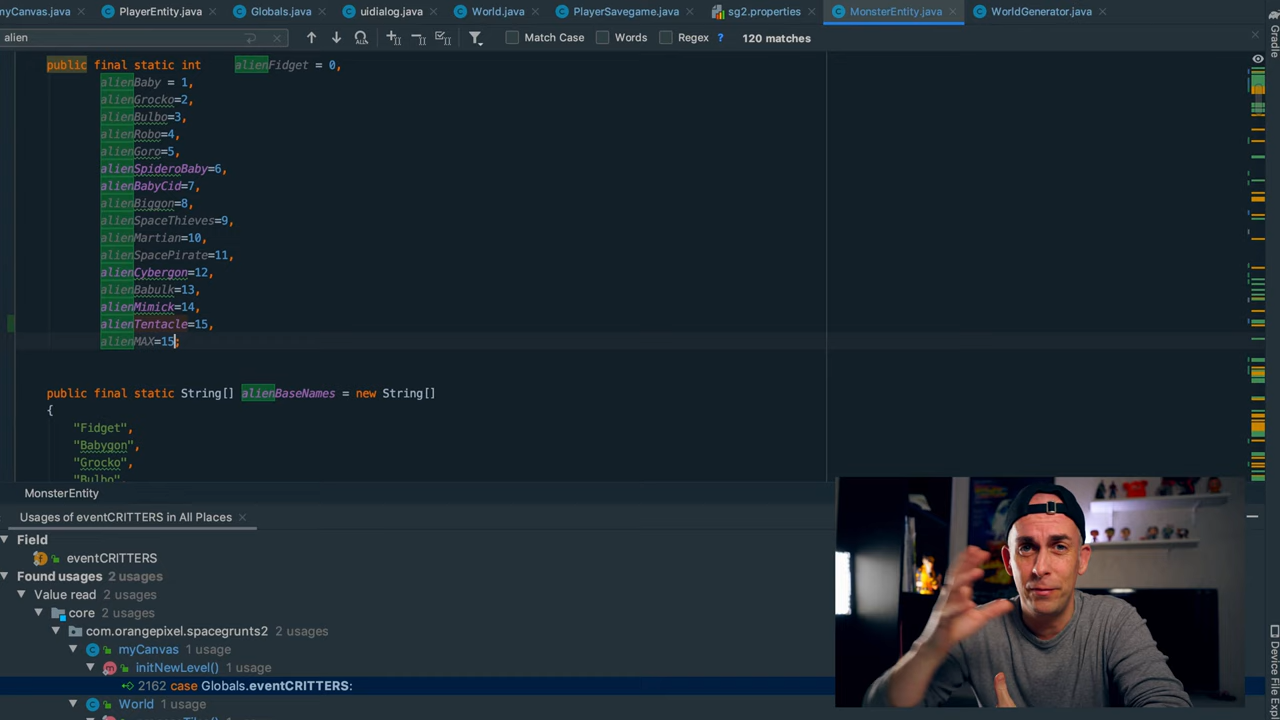 myCanvas.java PlayerEntity.java Globals.java uidialog.java World.java PlayerSavegame.java sg2.properties MonsterEntity.java WorldGenerator.java
alien Match Case Words Regex ? 120 matches
public final static int alienFidget = 0,
alienBaby = 1,
alienGrocko=2,
alienBulbo=3,
alienRobo=4,
alienGoro=5,
alienSpideroBaby=6,
alienBabyCid=7,
alienBiggon=8,
alienSpaceThieves=9,
alienMartian=10,
alienSpacePirate=11,
alienCybergon=12,
alienBabulk=13,
alienMimick=14,
alienTentacle=15,
alienMAX=15;
public final static String[] alienBaseNames = new String[]
{
"Fidget",
"Babygon",
"Grocko",
"Bulbo",
MonsterEntity
Usages of eventCRITTERS in All Places
Field
eventCRITTERS
Found usages 2 usages
Value read 2 usages
core 2 usages
com.orangepixel.spacegrunts2 2 usages
myCanvas 1 usage
initNewLevel() 1 usage
2162 case Globals.eventCRITTERS:
World 1 usage
Gradle
Device File Exp